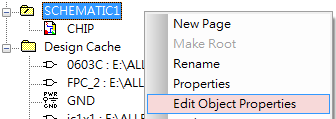 SCHEMATIC1
CHIP
Design Cache
0603C : E:\ALL
FPC_2 : E:\ALL
GND
New Page
Make Root
Rename
Properties
Edit Object Properties